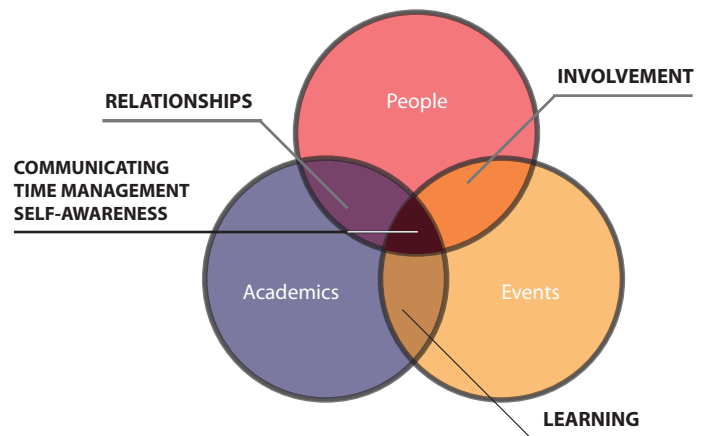 INVOLVEMENT
People
RELATIONSHIPS
COMMUNICATING
TIME MANAGEMENT
SELF-AWARENESS
Academics
Events
LEARNING